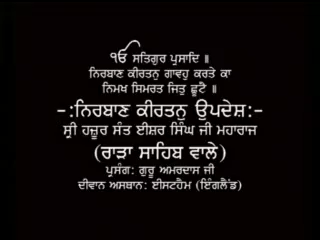 ੴ ਸਤਿਗੁਰ ਪ੍ਰਸਾਦਿ ॥
ਨਿਰਬਾਣ ਕੀਰਤਨੁ ਗਾਵਹੁ ਕਰਤੇ ਕਾ
ਨਿਮਖ ਸਿਮਰਤ ਜਿਤੁ ਛੂਟੈ ॥
-:ਨਿਰਬਾਣ ਕੀਰਤਨੁ ਉਪਦੇਸ਼:-
ਸ੍ਰੀ ਹਜ਼ੂਰ ਸੰਤ ਈਸ਼ਰ ਸਿੰਘ ਜੀ ਮਹਾਰਾਜ
(ਰਾੜਾ ਸਾਹਿਬ ਵਾਲੇ)
ਪ੍ਰਸੰਗ: ਗੁਰੂ ਅਮਰਦਾਸ ਜੀ
ਦੀਵਾਨ ਅਸਥਾਨ: ਈਸਟਹੈਮ (ਇੰਗਲੈਂਡ)